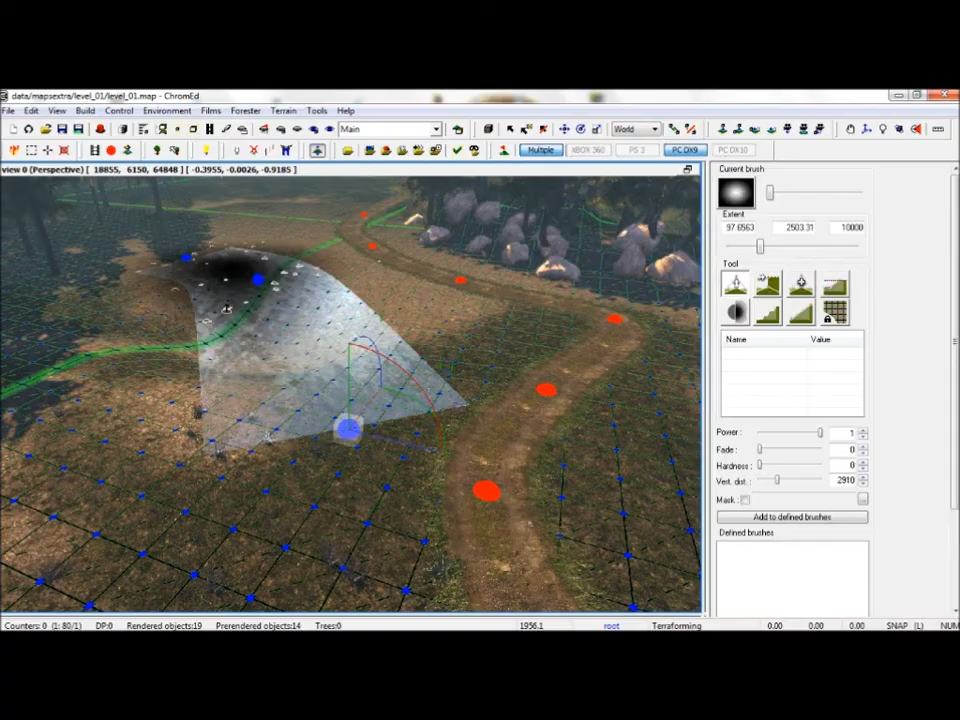 data/mapsextra/level_01/level_01.map - ChromEd
File Edit View Build Control Environment Films Forester Terrain Tools Help
Main
World
Multiple XBOX 360 PS 3 PC DX9 PC DX10
view 0 (Perspective) [ 18855, 6150, 64848 ] [ -0.3955, -0.0026, -0.9185 ]
Current brush
Extent
97.6563 2503.31 10000
Tool
Name Value
Power: 1
Fade: 0
Hardness: 0
Vert. dist.: 2910
Mask:
Add to defined brushes
Defined brushes
Counters: 0 (1: 80/1) DP:0 Rendered objects:19 Prerendered objects:14 Trees:0 1956.1 root Terraforming 0.00 0.00 0.00 SNAP (L) NUM